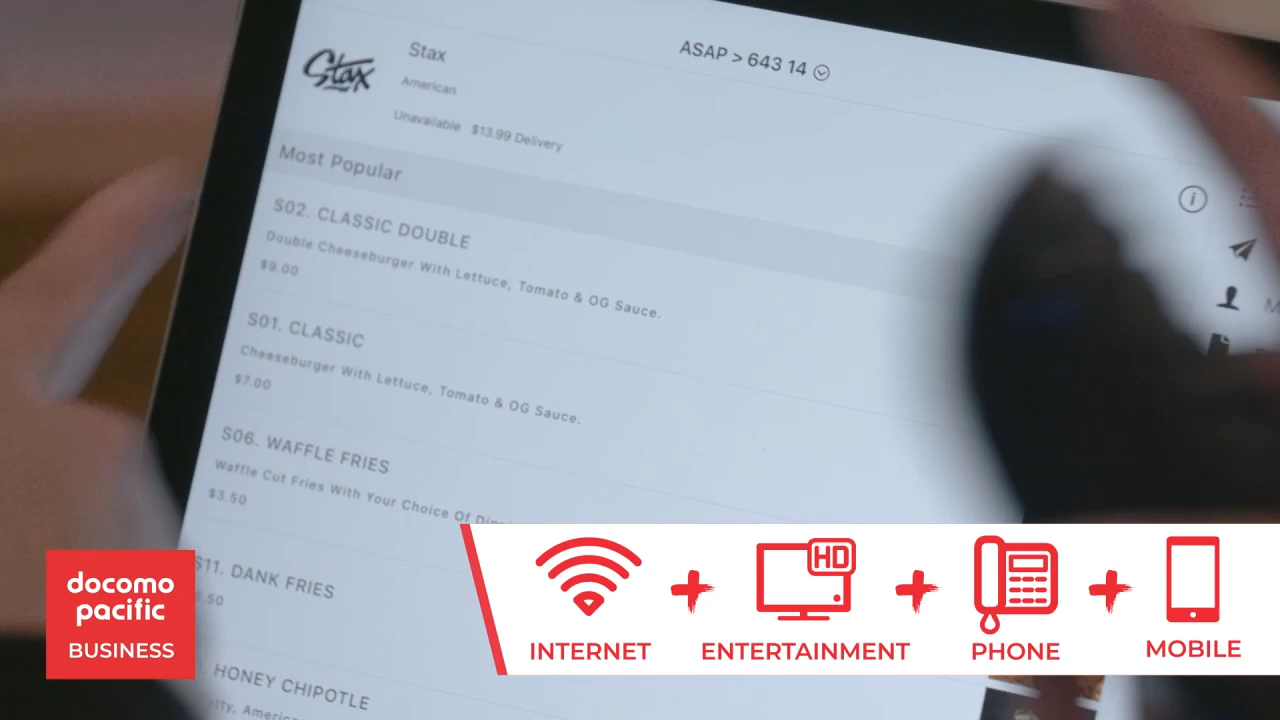 Stax
Stax
American
Unavailable $13.99 Delivery
ASAP > 643 14
Most Popular
S02. CLASSIC DOUBLE
Double Cheeseburger With Lettuce, Tomato & OG Sauce.
$9.00
S01. CLASSIC
Cheeseburger With Lettuce, Tomato & OG Sauce.
$7.00
S06. WAFFLE FRIES
Waffle Cut Fries With Your Choice Of
$3.50
S11. DANK FRIES
.50
HONEY CHIPOTLE
docomo
pacific
BUSINESS
HD
INTERNET + ENTERTAINMENT + PHONE + MOBILE